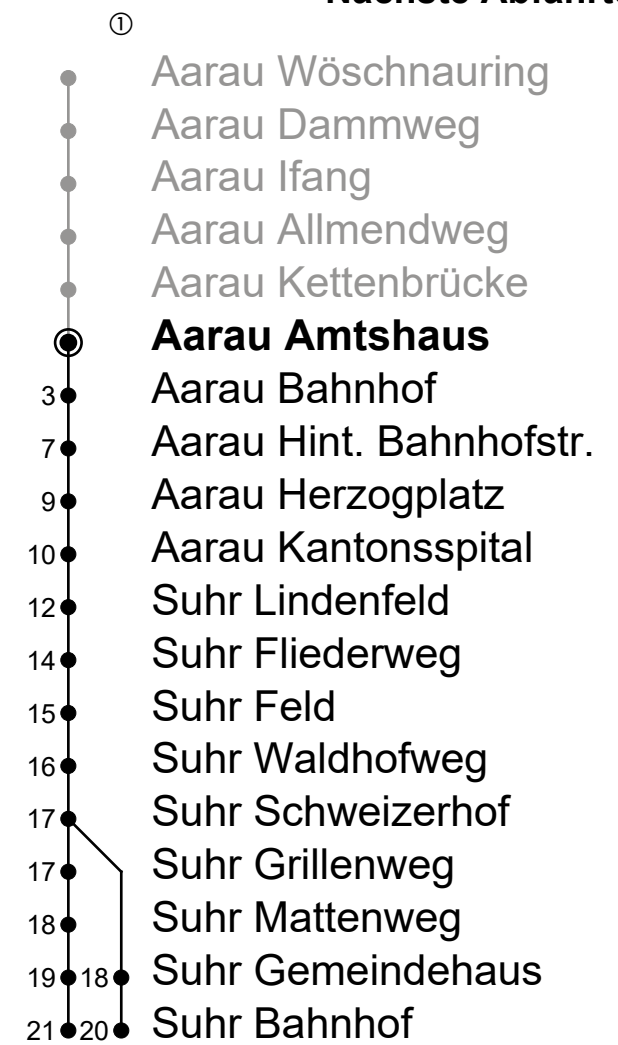 Nächste Abfahrt
①
Aarau Wöschnauring
Aarau Dammweg
Aarau Ifang
Aarau Allmendweg
Aarau Kettenbrücke
Aarau Amtshaus
3 Aarau Bahnhof
7 Aarau Hint. Bahnhofstr.
9 Aarau Herzogplatz
10 Aarau Kantonsspital
12 Suhr Lindenfeld
14 Suhr Fliederweg
15 Suhr Feld
16 Suhr Waldhofweg
17 Suhr Schweizerhof
17 Suhr Grillenweg
18 Suhr Mattenweg
19 18 Suhr Gemeindehaus
21 20 Suhr Bahnhof